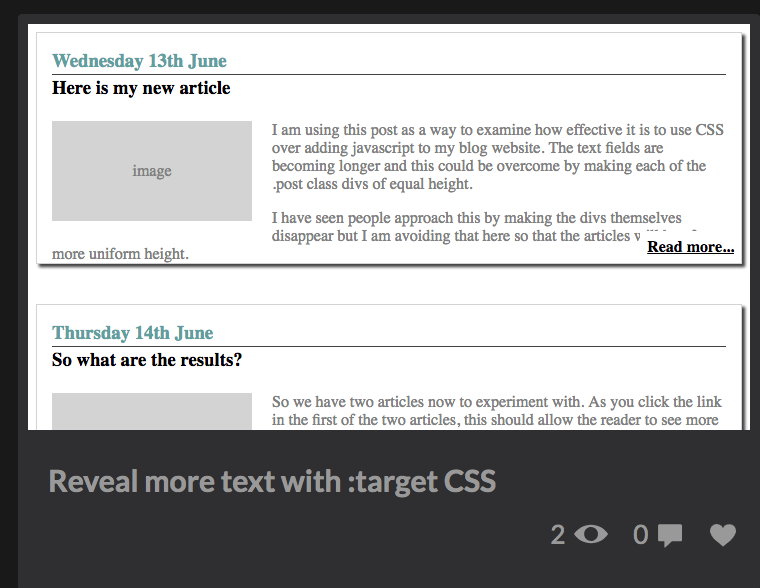 Wednesday 13th June
Here is my new article
image
I am using this post as a way to examine how effective it is to use CSS
over adding javascript to my blog website. The text fields are
becoming longer and this could be overcome by making each of the
.post class divs of equal height.
I have seen people approach this by making the divs themselves
disappear but I am avoiding that here so that the articles
Read more...
more uniform height.
Thursday 14th June
So what are the results?
So we have two articles now to experiment with. As you click the link
in the first of the two articles, this should allow the reader to see more
Reveal more text with :target CSS
2
0